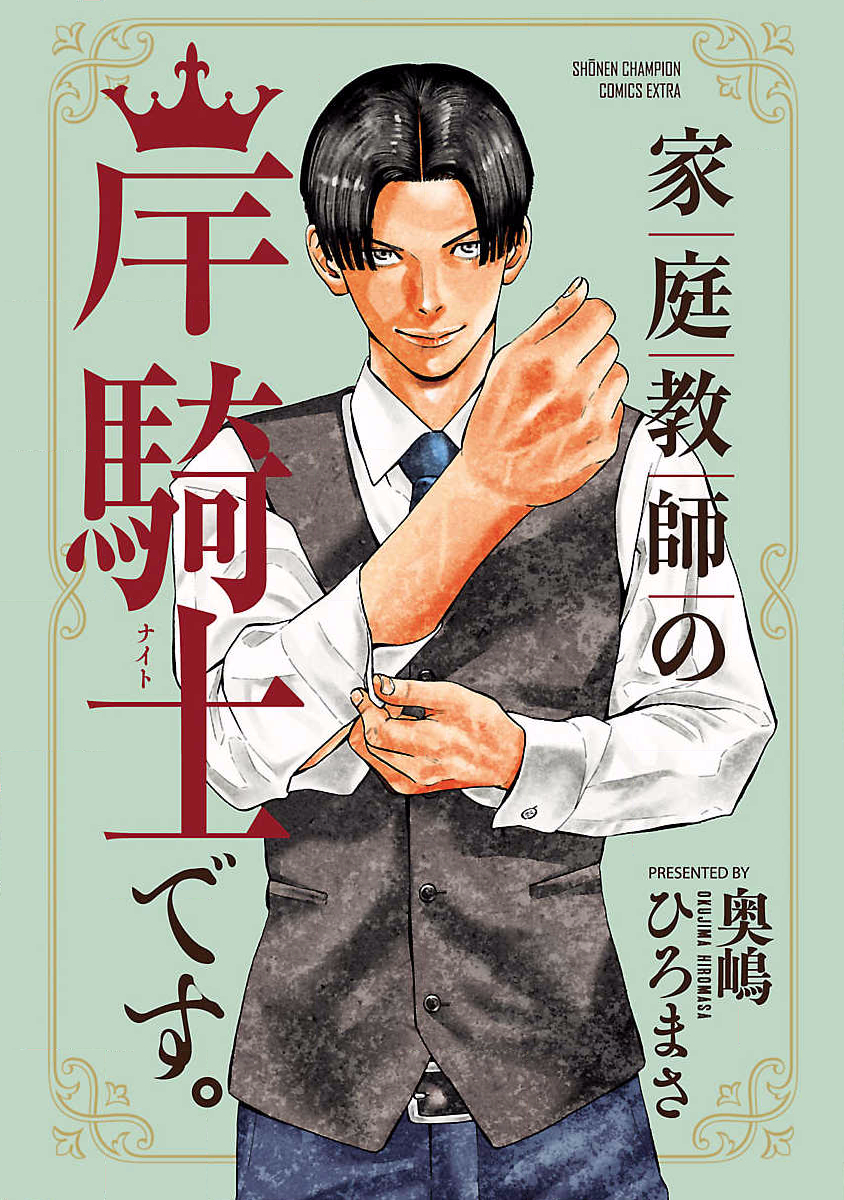 SHŌNEN CHAMPION
COMICS EXTRA
家庭教師の
岸騎士です。
ナイト
PRESENTED BY
奥嶋
ひろまさ
OKUJIMA HIROMASA